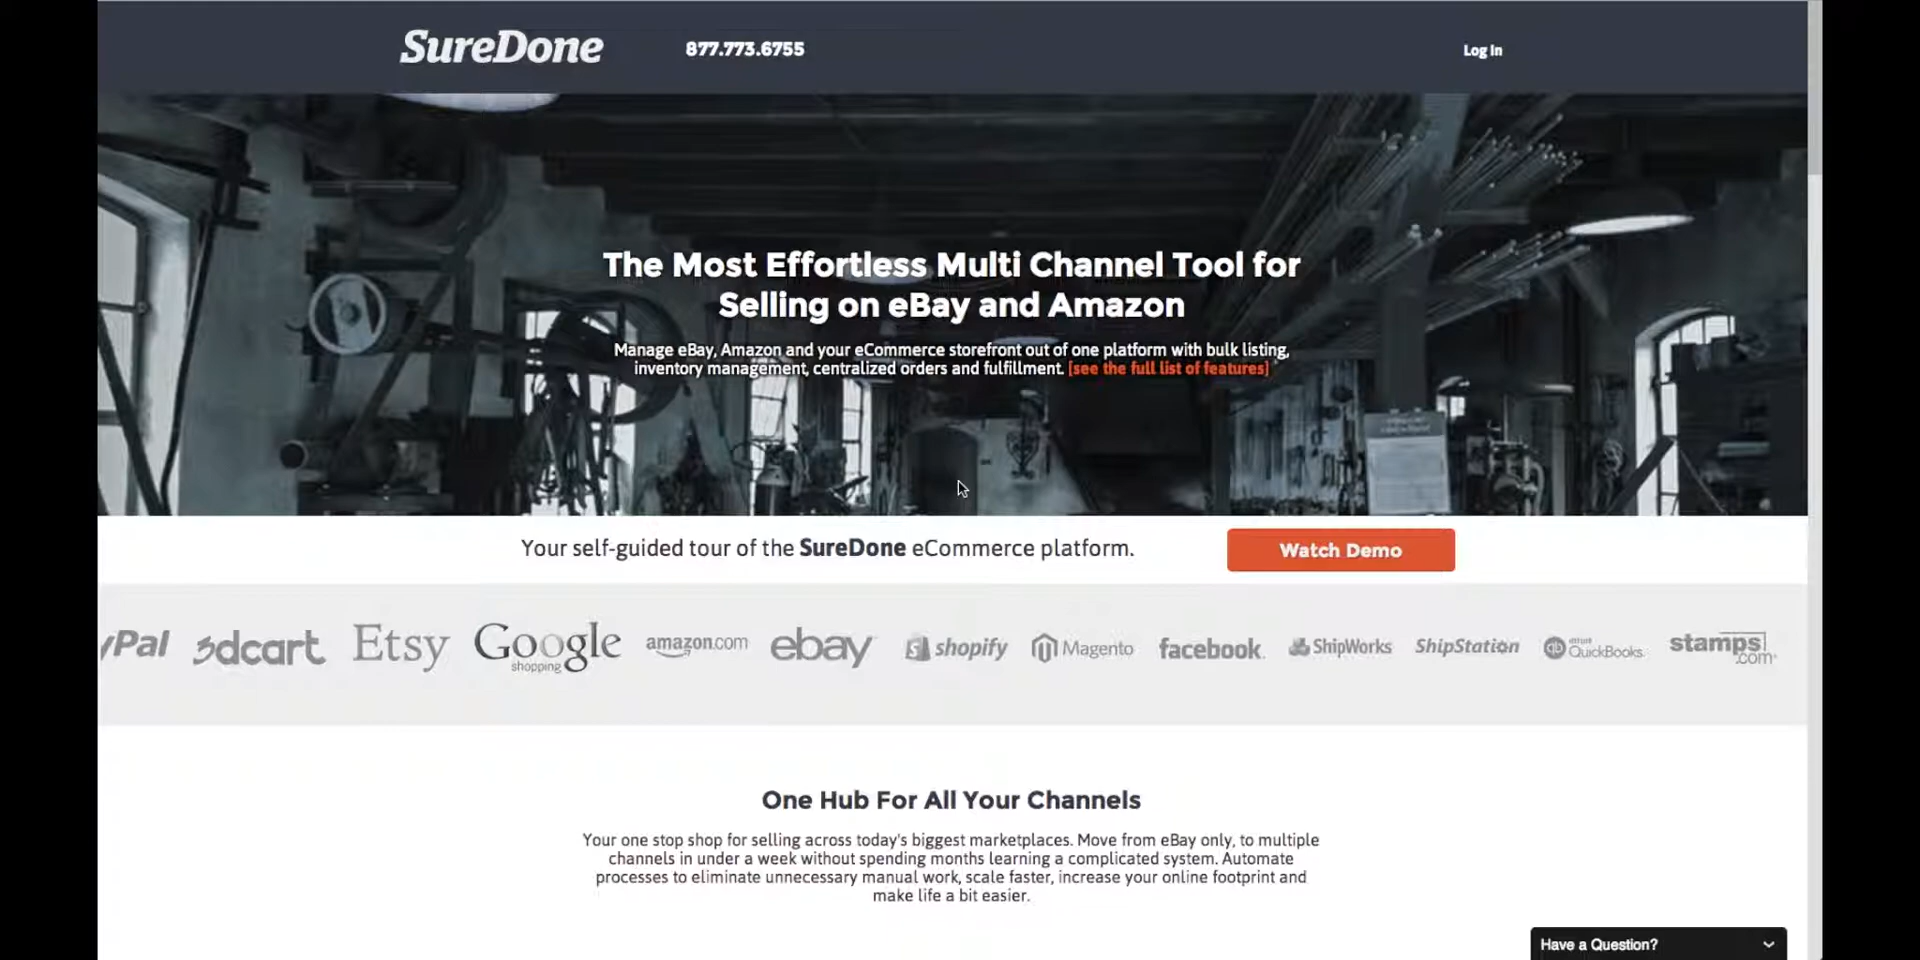 SureDone 877.773.6755 Log In
The Most Effortless Multi Channel Tool for
Selling on eBay and Amazon
Manage eBay, Amazon and your eCommerce storefront out of one platform with bulk listing,
inventory management, centralized orders and fulfillment. [see the full list of features]
Your self-guided tour of the SureDone eCommerce platform. Watch Demo
yPal 3dcart Etsy Google shopping amazon.com ebay shopify Magento facebook. ShipWorks ShipStation intuit QuickBooks stamps.com
One Hub For All Your Channels
Your one stop shop for selling across today's biggest marketplaces. Move from eBay only, to multiple
channels in under a week without spending months learning a complicated system. Automate
processes to eliminate unnecessary manual work, scale faster, increase your online footprint and
make life a bit easier.
Have a Question?